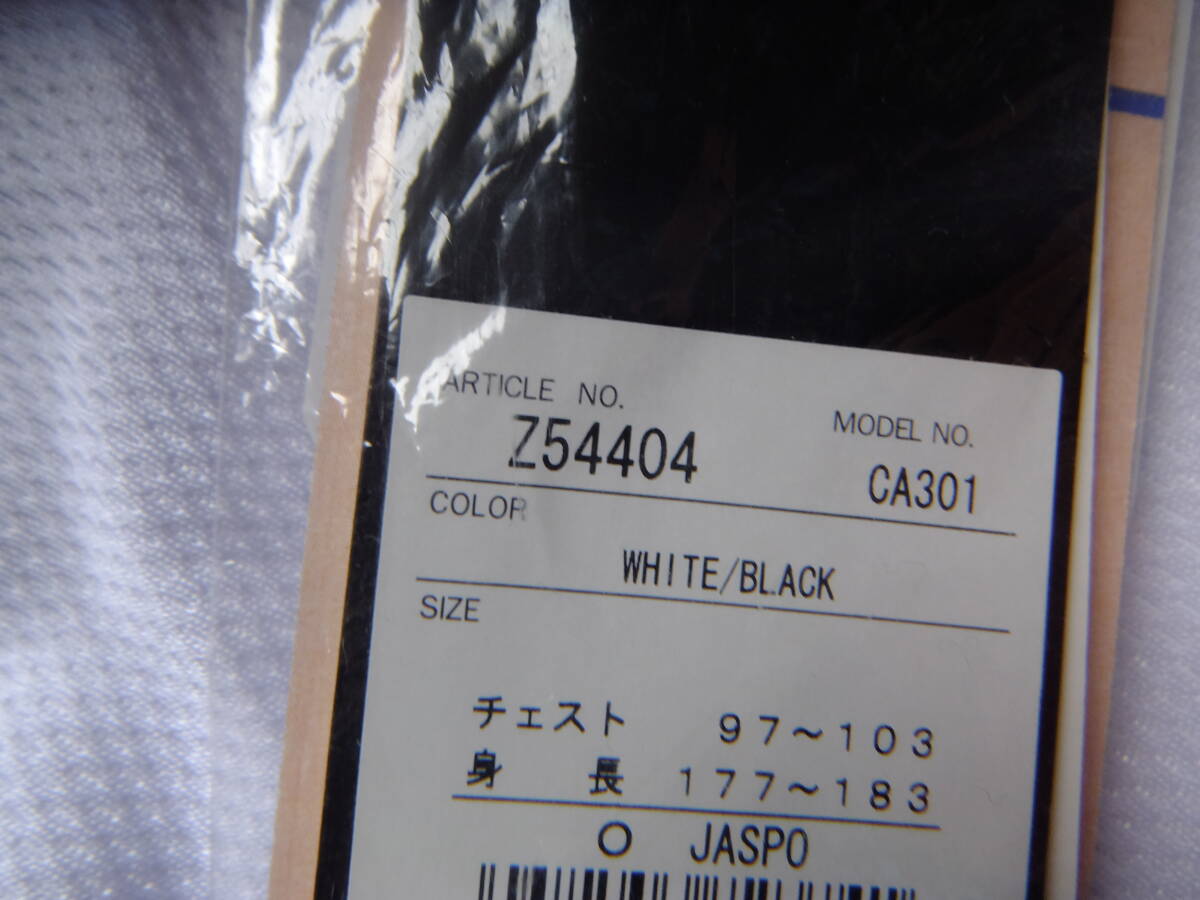 ARTICLE NO.
MODEL NO.
Z54404
CA301
COLOR
WHITE/BLACK
SIZE
チェスト 97~103
身長 177~183
O JASPO